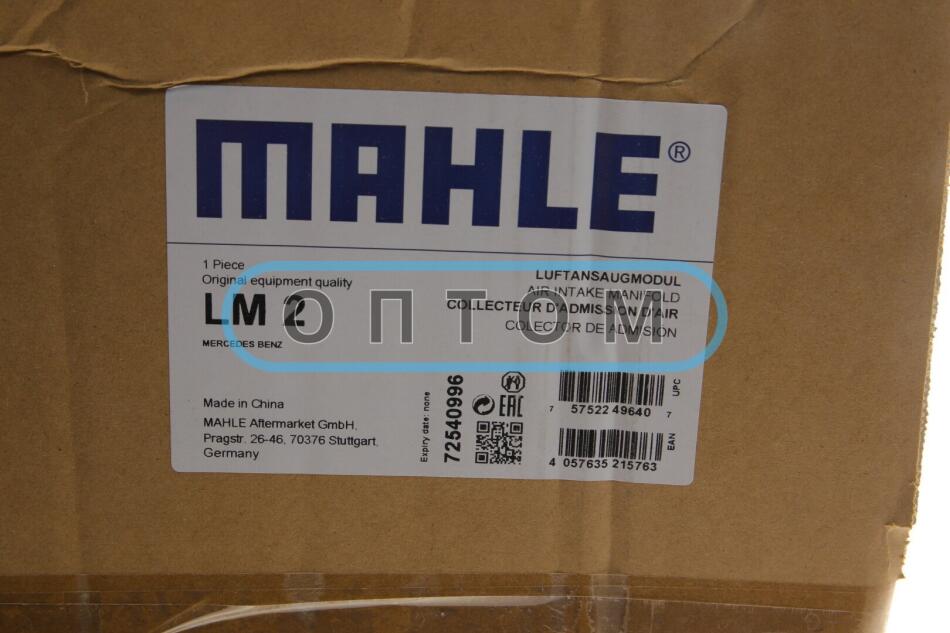 MAHLE®
1 Piece
Original equipment quality
LM 2
MERCEDES BENZ
LUFTANSAUGMODUL
AIR INTAKE MANIFOLD
COLLECTEUR D'ADMISSION D'AIR
COLECTOR DE ADMISIÓN
ОПТОМ
Made in China
MAHLE Aftermarket GmbH,
Pragstr. 26-46, 70376 Stuttgart,
Germany
Expiry date: none
72540996
EAC
UPC
7 57522 49640 7
EAN
4 057635 215763